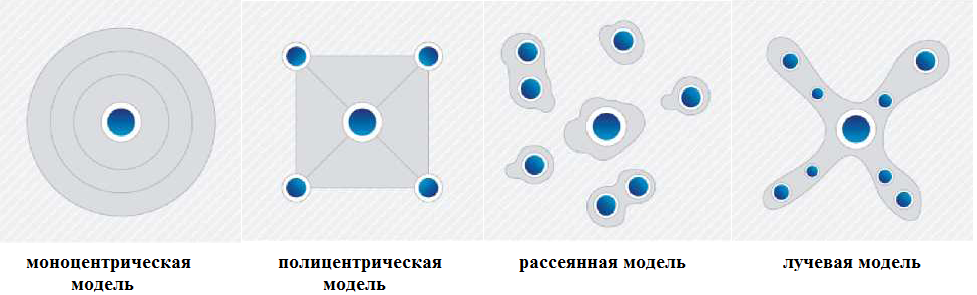 моноцентрическая
модель
полицентрическая
модель
рассеянная модель
лучевая модель